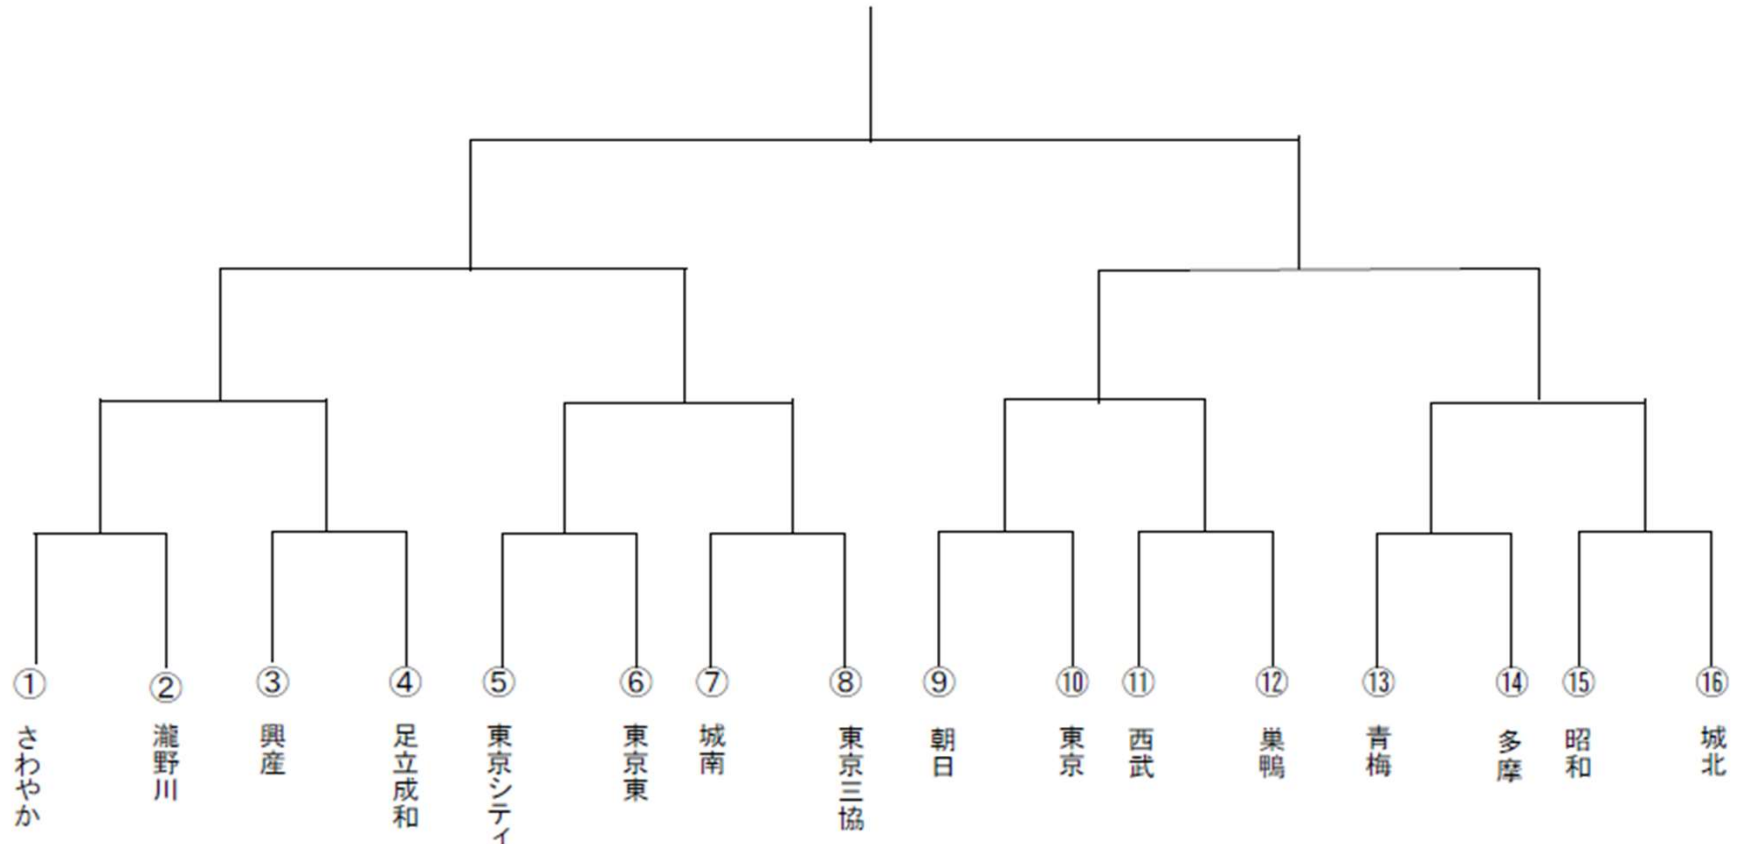 ①
さわやか
②
瀧野川
③
興産
④
足立成和
⑤
東京シティ
⑥
東京東
⑦
城南
⑧
東京三協
⑨
朝日
⑩
東京
⑪
西武
⑫
巣鴨
⑬
青梅
⑭
多摩
⑮
昭和
⑯
城北